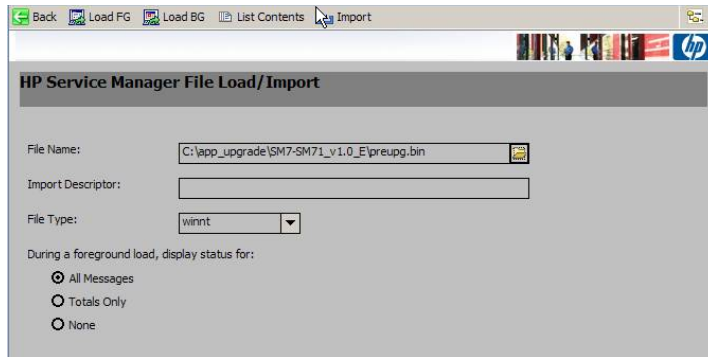 Back Load FG Load BG List Contents Import
hp
HP Service Manager File Load/Import
File Name: C:\app_upgrade\SM7-SM71_v1.0_E\preupg.bin
Import Descriptor:
File Type: winnt
During a foreground load, display status for:
All Messages
Totals Only
None